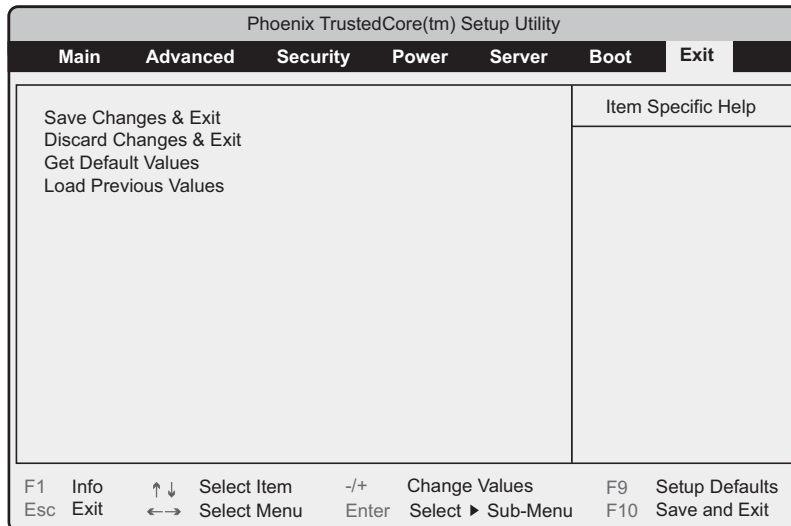 Phoenix TrustedCore(tm) Setup Utility
Main Advanced Security Power Server Boot Exit
Save Changes & Exit
Discard Changes & Exit
Get Default Values
Load Previous Values
Item Specific Help
F1 Info ↑ ↓ Select Item -/+ Change Values F9 Setup Defaults
Esc Exit ←→ Select Menu Enter Select ▶ Sub-Menu F10 Save and Exit